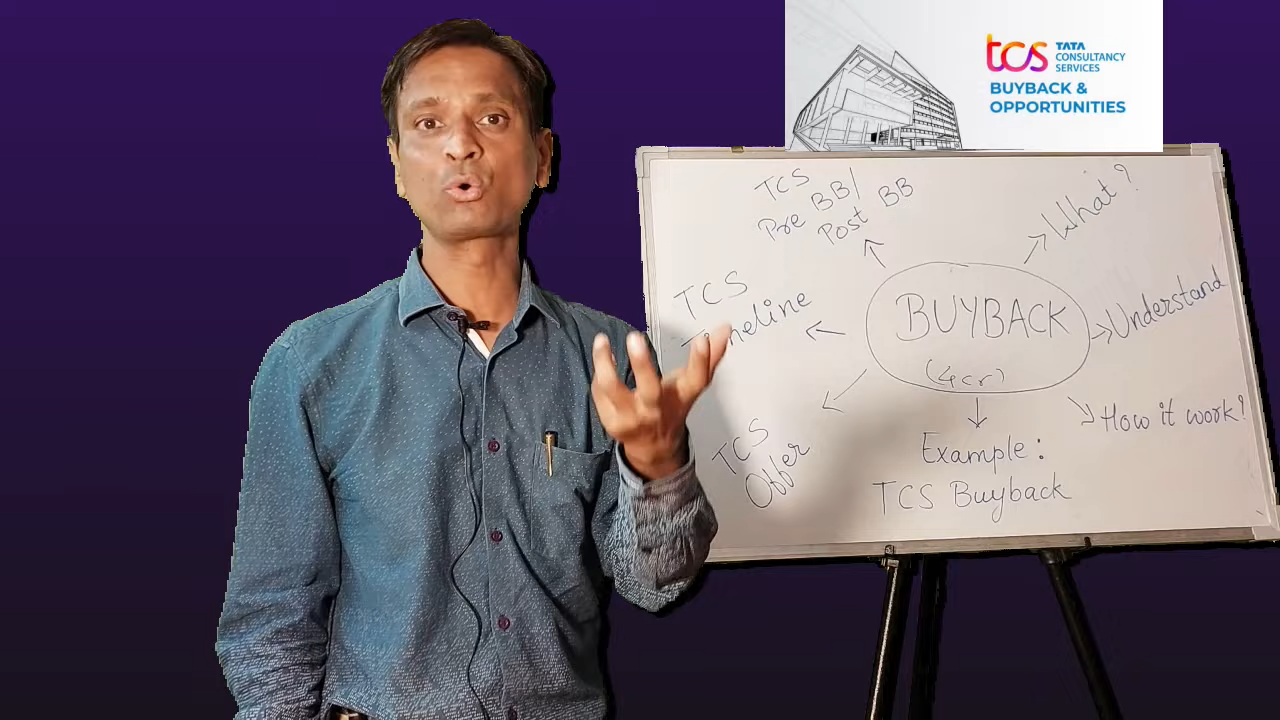 tcs TATA
CONSULTANCY
SERVICES
BUYBACK &
OPPORTUNITIES
TCS
Pre BB/
Post BB
What?
TCS
Timeline
BUYBACK
(4cr)
Understand
TCS
Offer
Example:
TCS Buyback
How it work?